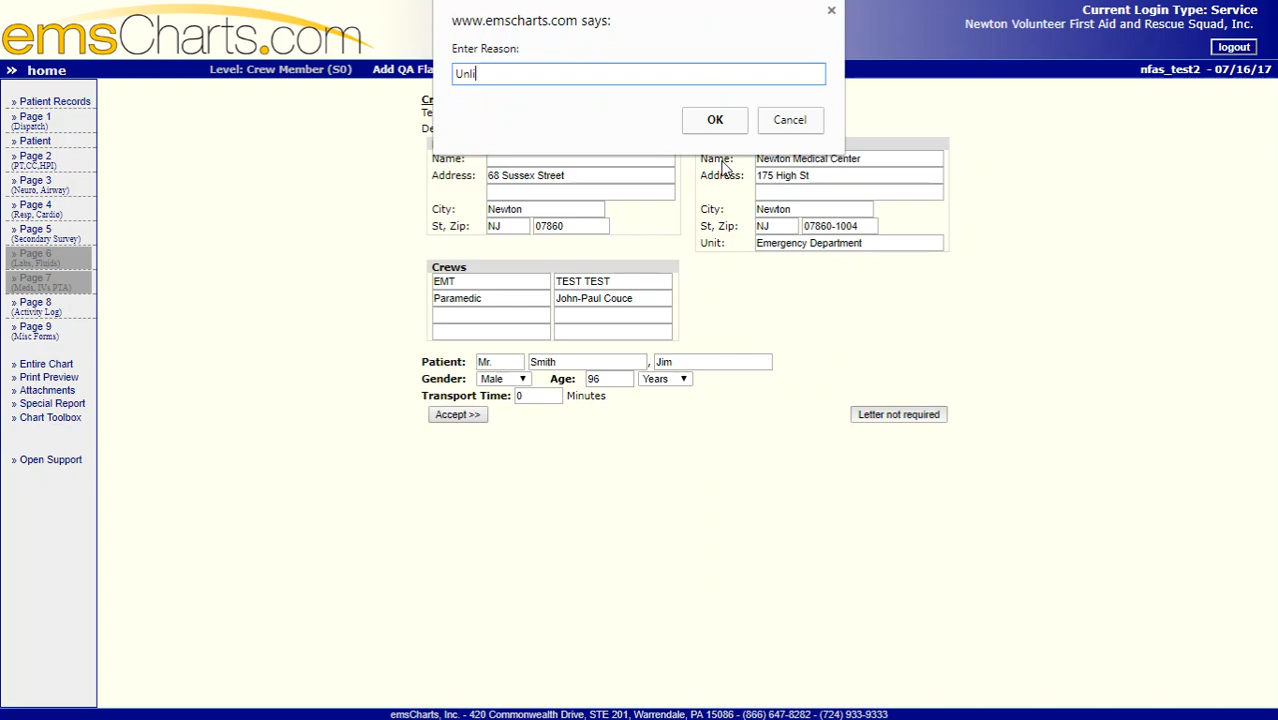 emsCharts.com
Current Login Type: Service
Newton Volunteer First Aid and Rescue Squad, Inc.
logout
» home
Level: Crew Member (S0)
Add QA Fla
nfas_test2 - 07/16/17
www.emscharts.com says:
Enter Reason:
Unli
OK
Cancel
» Patient Records
» Page 1
(Dispatch)
» Patient
» Page 2
(PT,CC,HPI)
» Page 3
(Neuro, Airway)
» Page 4
(Resp, Cardio)
» Page 5
(Secondary Survey)
» Page 6
(Labs, Fluids)
» Page 7
(Meds, IVs PTA)
» Page 8
(Activity Log)
» Page 9
(Misc Forms)
» Entire Chart
» Print Preview
» Attachments
» Special Report
» Chart Toolbox
» Open Support
Cr
Te
De
Name:
Address: 68 Sussex Street
City: Newton
St, Zip: NJ 07860
Name: Newton Medical Center
Address: 175 High St
City: Newton
St, Zip: NJ 07860-1004
Unit: Emergency Department
Crews
EMT TEST TEST
Paramedic John-Paul Couce
Patient: Mr. Smith , Jim
Gender: Male Age: 96 Years
Transport Time: 0 Minutes
Accept >>
Letter not required
emsCharts, Inc. - 420 Commonwealth Drive, STE 201, Warrendale, PA 15086 - (866) 647-8282 - (724) 933-9333